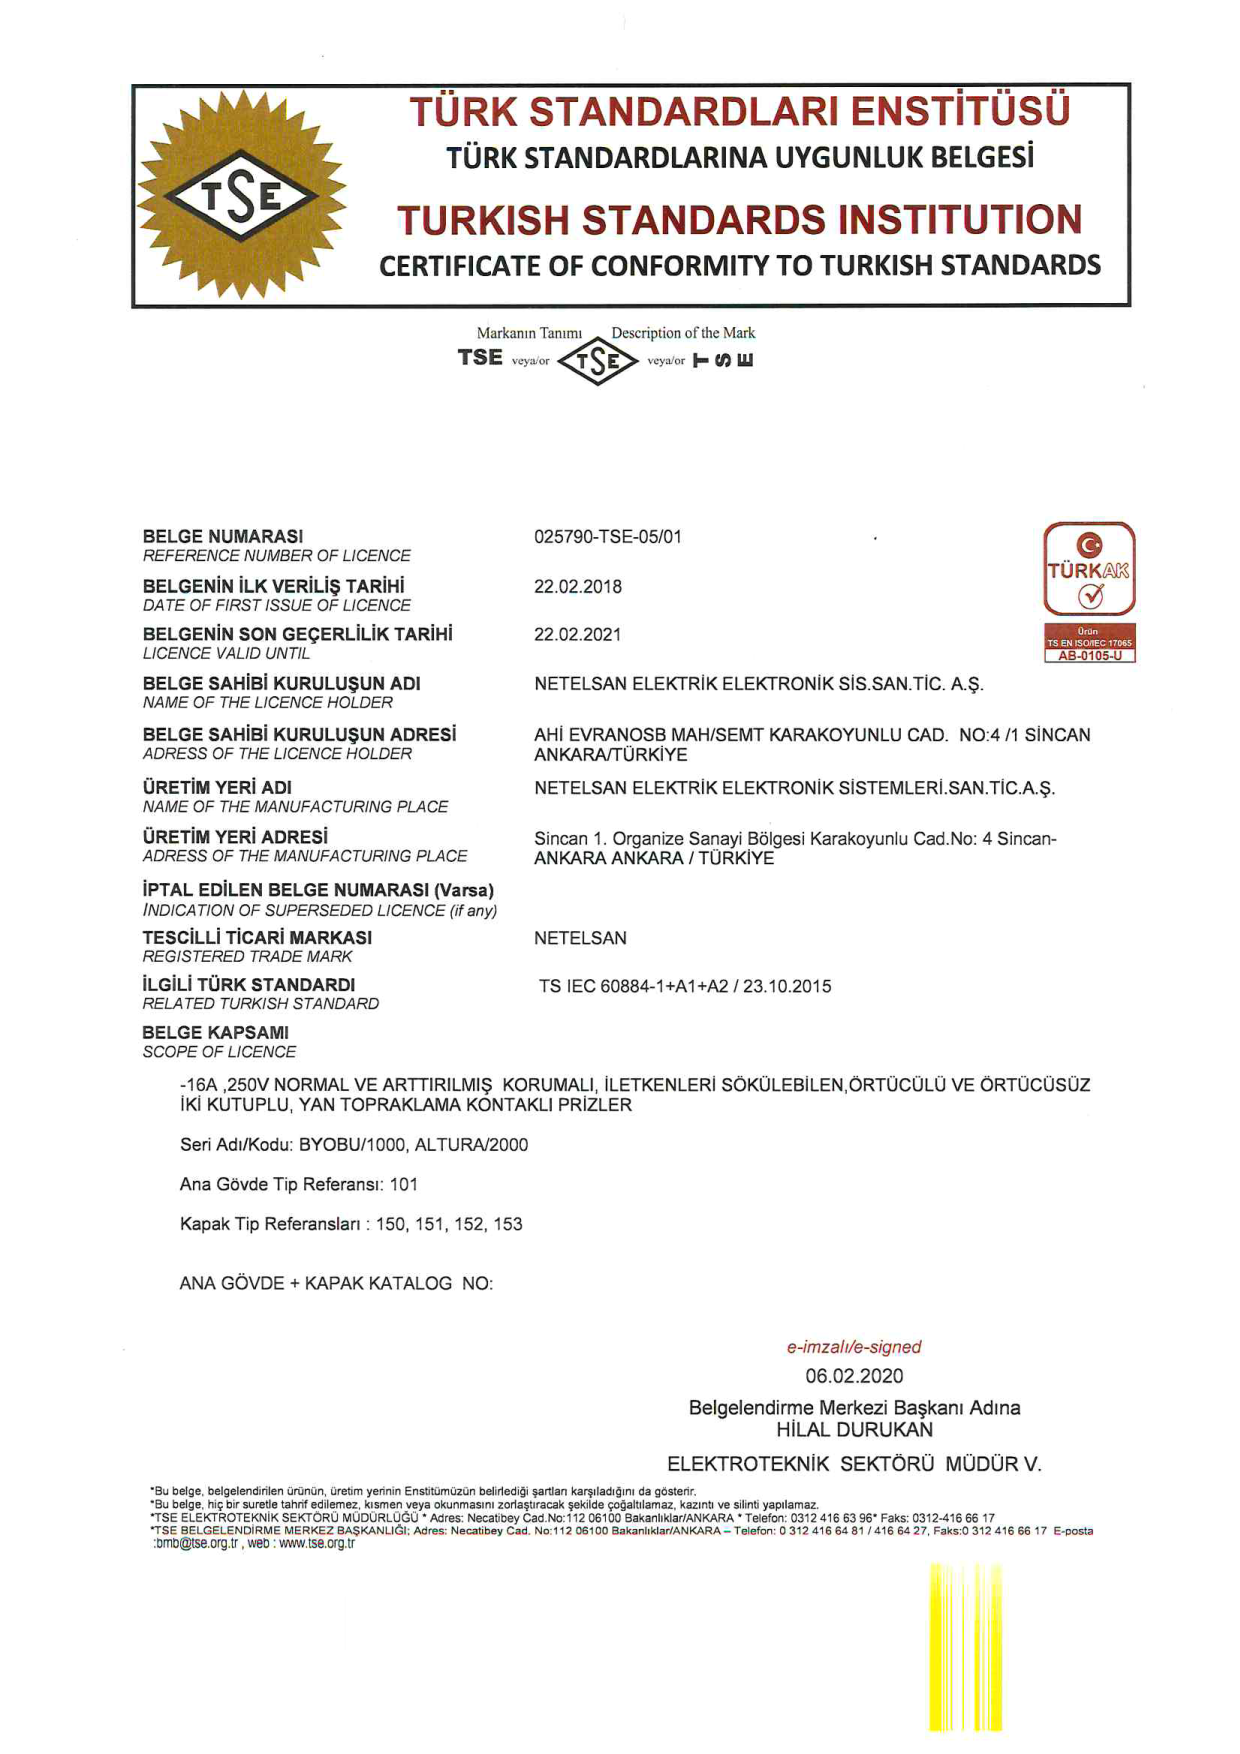 TÜRK STANDARDLARI ENSTİTÜSÜ
TÜRK STANDARDLARINA UYGUNLUK BELGESİ
TURKISH STANDARDS INSTITUTION
CERTIFICATE OF CONFORMITY TO TURKISH STANDARDS
TSE
Markanın Tanımı Description of the Mark
TSE veya/or TSE veya/or TSE
BELGE NUMARASI 025790-TSE-05/01
REFERENCE NUMBER OF LICENCE
BELGENİN İLK VERİLİŞ TARİHİ 22.02.2018
DATE OF FIRST ISSUE OF LICENCE
BELGENİN SON GEÇERLİLİK TARİHİ 22.02.2021
LICENCE VALID UNTIL
TÜRKAK
Ürün
TS EN ISO/IEC 17065
AB-0105-U
BELGE SAHİBİ KURULUŞUN ADI NETELSAN ELEKTRİK ELEKTRONİK SİS.SAN.TİC. A.Ş.
NAME OF THE LICENCE HOLDER
BELGE SAHİBİ KURULUŞUN ADRESİ AHİ EVRANOSB MAH/SEMT KARAKOYUNLU CAD. NO:4 /1 SİNCAN
ADRESS OF THE LICENCE HOLDER ANKARA/TÜRKİYE
ÜRETİM YERİ ADI NETELSAN ELEKTRİK ELEKTRONİK SİSTEMLERİ.SAN.TİC.A.Ş.
NAME OF THE MANUFACTURING PLACE
ÜRETİM YERİ ADRESİ Sincan 1. Organize Sanayi Bölgesi Karakoyunlu Cad.No: 4 Sincan-
ADRESS OF THE MANUFACTURING PLACE ANKARA ANKARA / TÜRKİYE
İPTAL EDİLEN BELGE NUMARASI (Varsa)
INDICATION OF SUPERSEDED LICENCE (if any)
TESCİLLİ TİCARİ MARKASI NETELSAN
REGISTERED TRADE MARK
İLGİLİ TÜRK STANDARDI TS IEC 60884-1+A1+A2 / 23.10.2015
RELATED TURKISH STANDARD
BELGE KAPSAMI
SCOPE OF LICENCE
-16A ,250V NORMAL VE ARTTIRILMIŞ KORUMALI, İLETKENLERİ SÖKÜLEBİLEN,ÖRTÜCÜLÜ VE ÖRTÜCÜSÜZ
İKİ KUTUPLU, YAN TOPRAKLAMA KONTAKLI PRİZLER
Seri Adı/Kodu: BYOBU/1000, ALTURA/2000
Ana Gövde Tip Referansı: 101
Kapak Tip Referansları : 150, 151, 152, 153
ANA GÖVDE + KAPAK KATALOG NO:
e-imzalı/e-signed
06.02.2020
Belgelendirme Merkezi Başkanı Adına
HİLAL DURUKAN
ELEKTROTEKNİK SEKTÖRÜ MÜDÜR V.
*Bu belge, belgelendirilen ürünün, üretim yerinin Enstitümüzün belirlediği şartları karşıladığını da gösterir.
*Bu belge, hiç bir suretle tahrif edilemez, kısmen veya okunmasını zorlaştıracak şekilde çoğaltılamaz, kazıntı ve silinti yapılamaz.
*TSE ELEKTROTEKNİK SEKTÖRÜ MÜDÜRLÜĞÜ * Adres: Necatibey Cad.No:112 06100 Bakanlıklar/ANKARA * Telefon: 0312 416 63 96* Faks: 0312-416 66 17
*TSE BELGELENDİRME MERKEZ BAŞKANLIĞI; Adres: Necatibey Cad. No:112 06100 Bakanlıklar/ANKARA – Telefon: 0 312 416 64 81 / 416 64 27, Faks:0 312 416 66 17 E-posta
:bmb@tse.org.tr , web : www.tse.org.tr